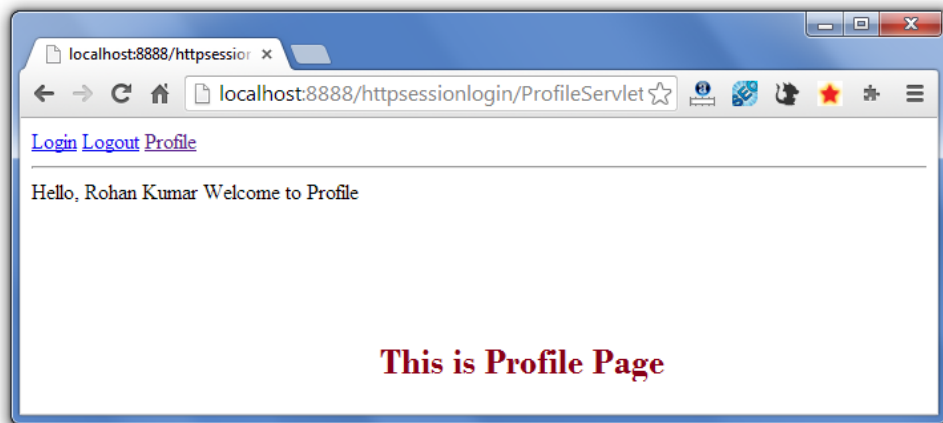 localhost:8888/httpsession
localhost:8888/httpsessionlogin/ProfileServlet
Login Logout Profile
Hello, Rohan Kumar Welcome to Profile
This is Profile Page